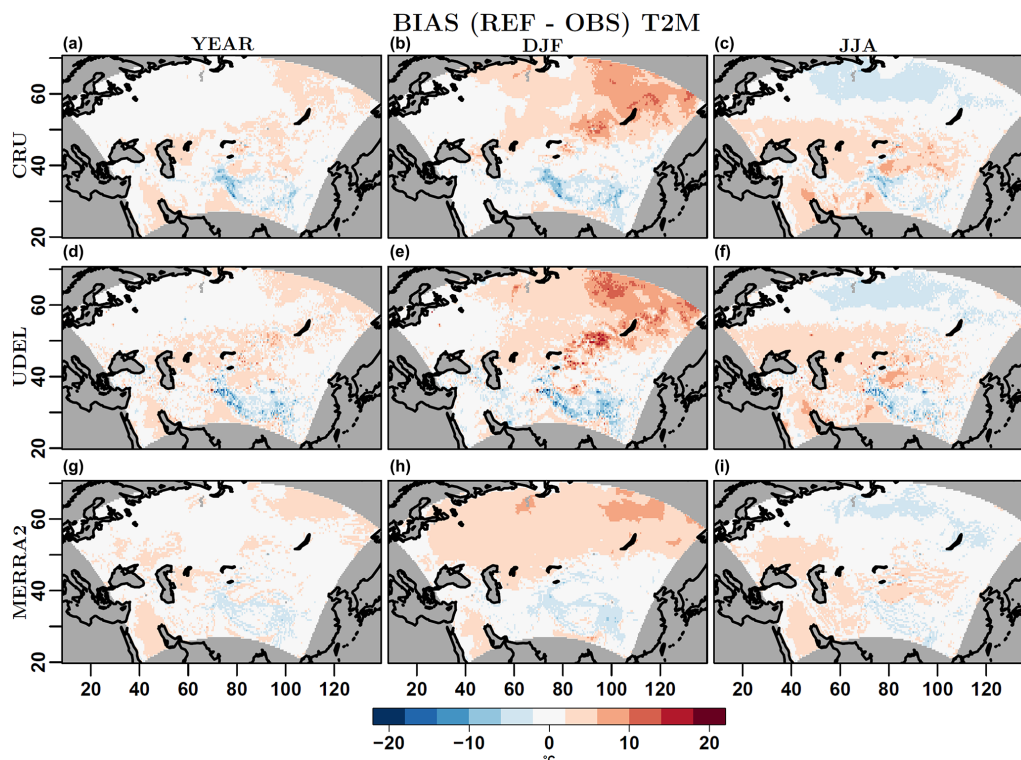 BIAS (REF - OBS) T2M
(a) YEAR (b) DJF (c) JJA
CRU
60
40
20
(d) (e) (f)
UDEL
60
40
20
(g) (h) (i)
MERRA2
60
40
20
20 40 60 80 100 120 20 40 60 80 100 120 20 40 60 80 100 120
−20 −10 0 10 20
°C